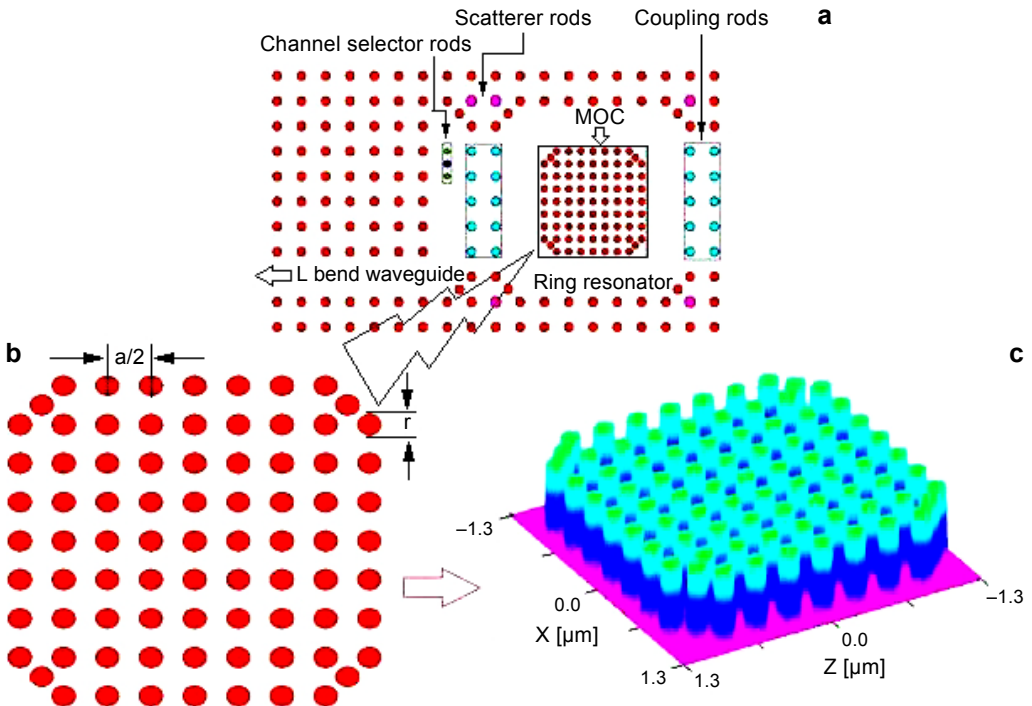 Scatterer rods
Coupling rods
a
Channel selector rods
MOC
L bend waveguide
Ring resonator
b
a/2
c
r
–1.3
–1.3
0.0
X [μm]
0.0
Z [μm]
1.3
1.3